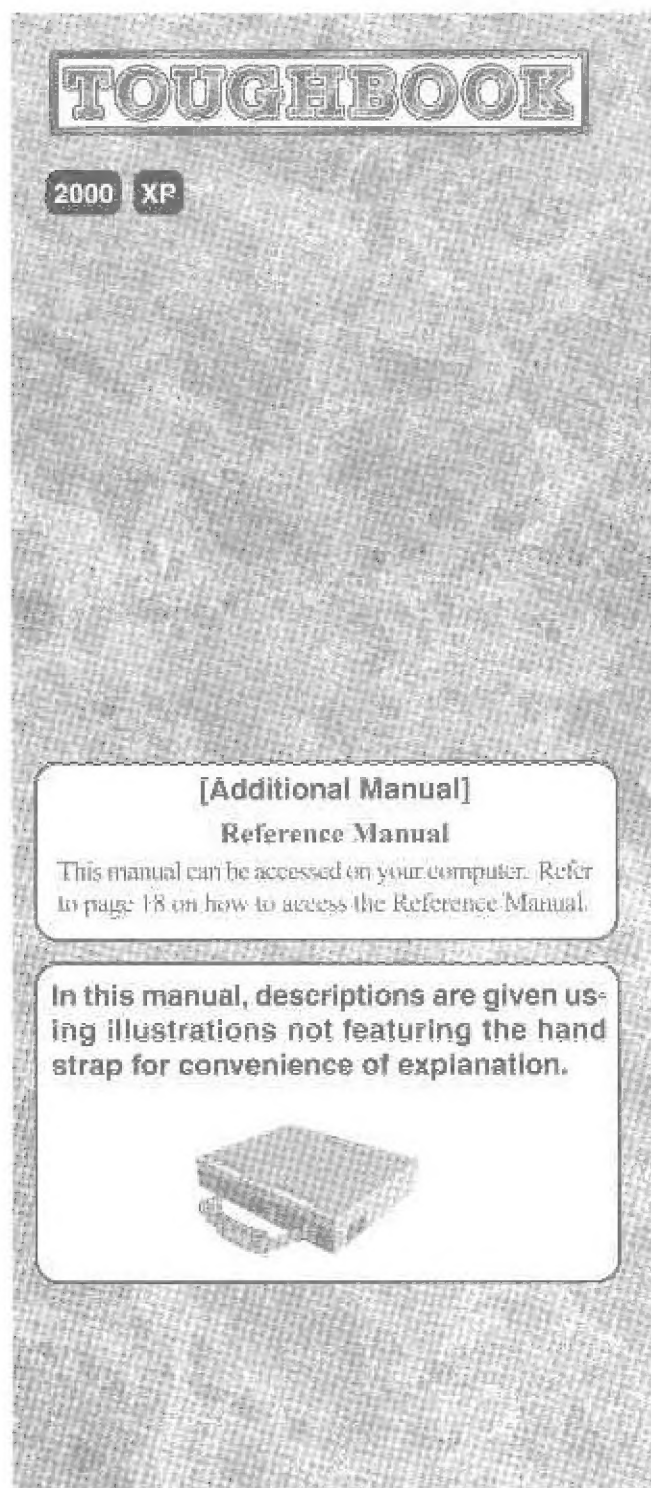 TOUGHBOOK
2000 XP
[Additional Manual]
Reference Manual
This manual can be accessed on your computer. Refer
to page 18 on how to access the Reference Manual.
In this manual, descriptions are given us-
ing illustrations not featuring the hand
strap for convenience of explanation.